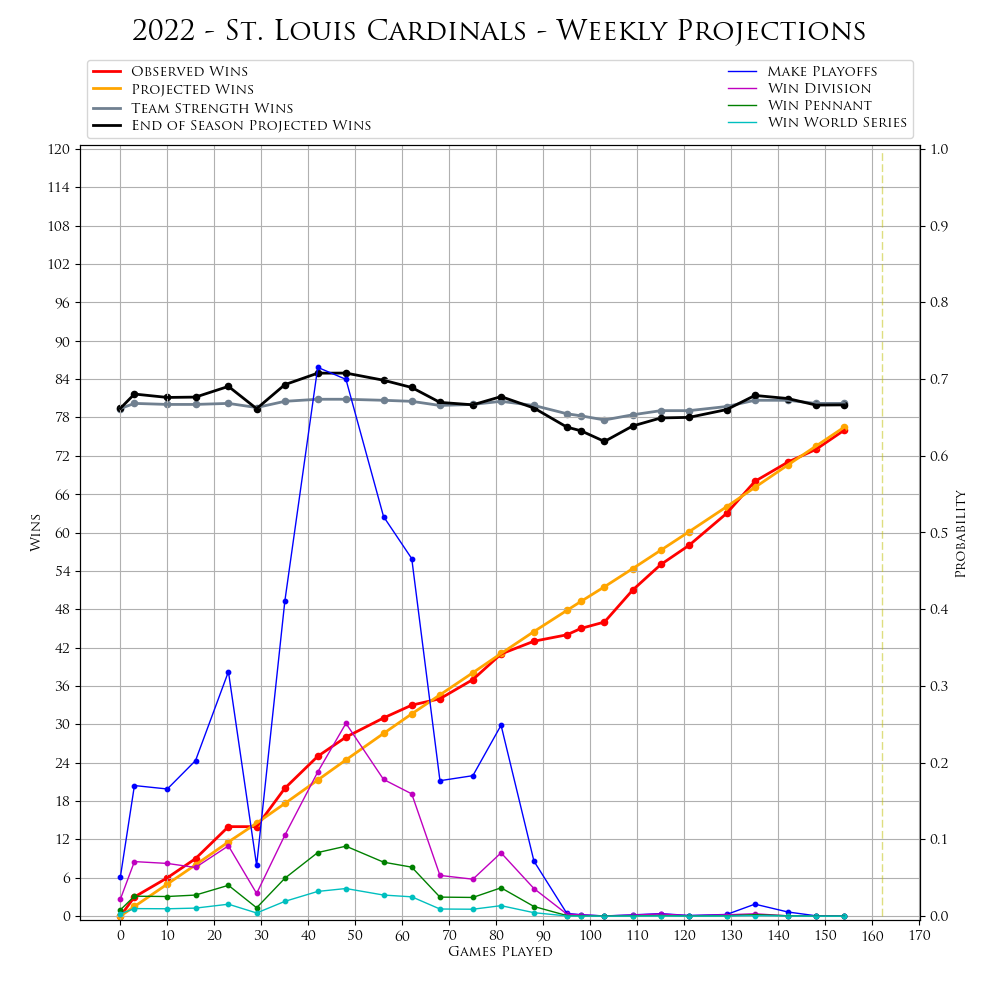 2022 - St. Louis Cardinals - Weekly Projections
Observed Wins
Projected Wins
Team Strength Wins
End of Season Projected Wins
Make Playoffs
Win Division
Win Pennant
Win World Series
120
114
108
102
96
90
84
78
72
66
60
54
48
42
36
30
24
18
12
6
0
Wins
1.0
0.9
0.8
0.7
0.6
0.5
0.4
0.3
0.2
0.1
0.0
Probability
0 10 20 30 40 50 60 70 80 90 100 110 120 130 140 150 160 170
Games Played